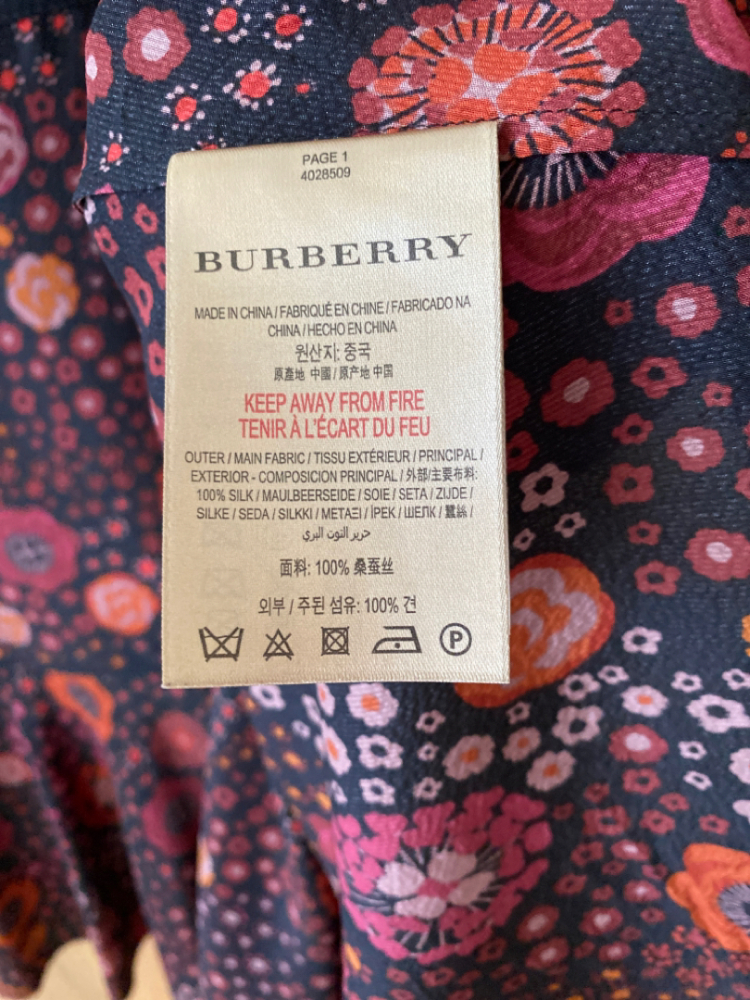 PAGE 1
4028509
BURBERRY
MADE IN CHINA / FABRIQUÉ EN CHINE / FABRICADO NA
CHINA / HECHO EN CHINA
원산지: 중국
原產地 中國 / 原产地 中国
KEEP AWAY FROM FIRE
TENIR À L'ÉCART DU FEU
OUTER / MAIN FABRIC / TISSU EXTÉRIEUR / PRINCIPAL /
EXTERIOR - COMPOSICION PRINCIPAL / 外部/主要布料:
100% SILK / MAULBEERSEIDE / SOIE / SETA / ZIJDE /
SILKE / SEDA / SILKKI / ΜΕΤΑΞΙ / İPEK / ШЕЛК / 蠶絲 /
حرير التوت البري
面料: 100% 桑蚕丝
외부 / 주된 섬유: 100% 견
P